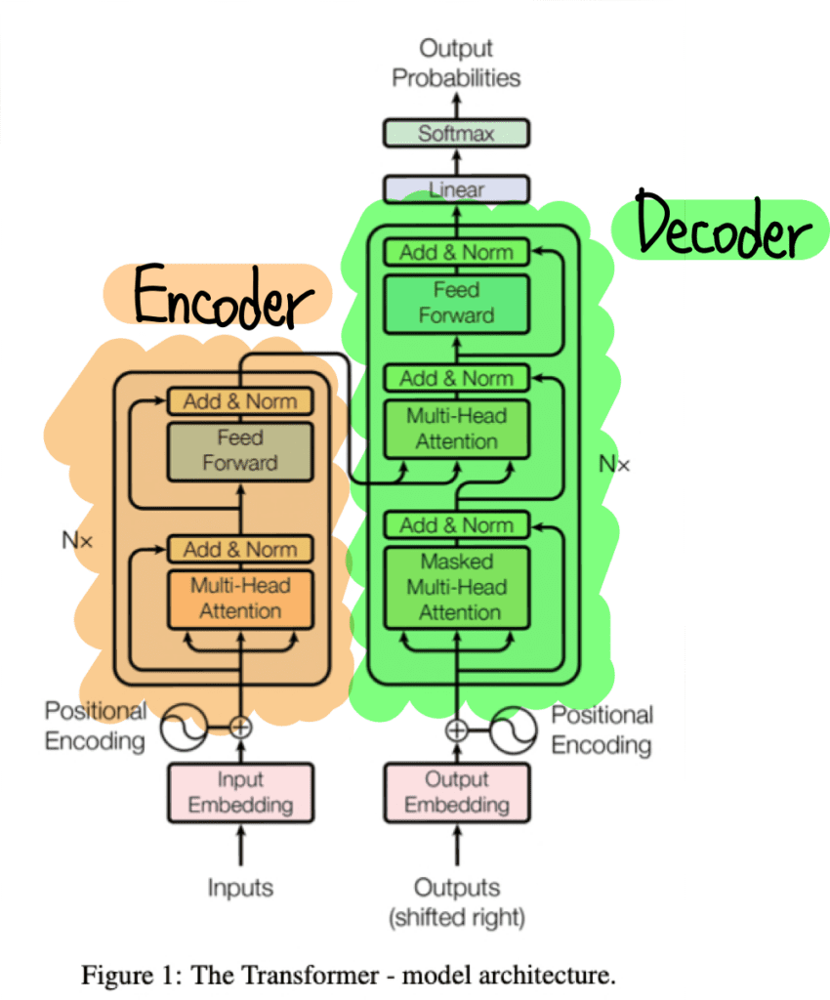 Output
Probabilities
Softmax
Linear
Decoder
Add & Norm
Feed
Forward
Add & Norm
Multi-Head
Attention
Nx
Add & Norm
Masked
Multi-Head
Attention
Encoder
Add & Norm
Feed
Forward
Nx
Add & Norm
Multi-Head
Attention
Positional
Encoding
Positional
Encoding
Input
Embedding
Output
Embedding
Inputs
Outputs
(shifted right)
Figure 1: The Transformer - model architecture.